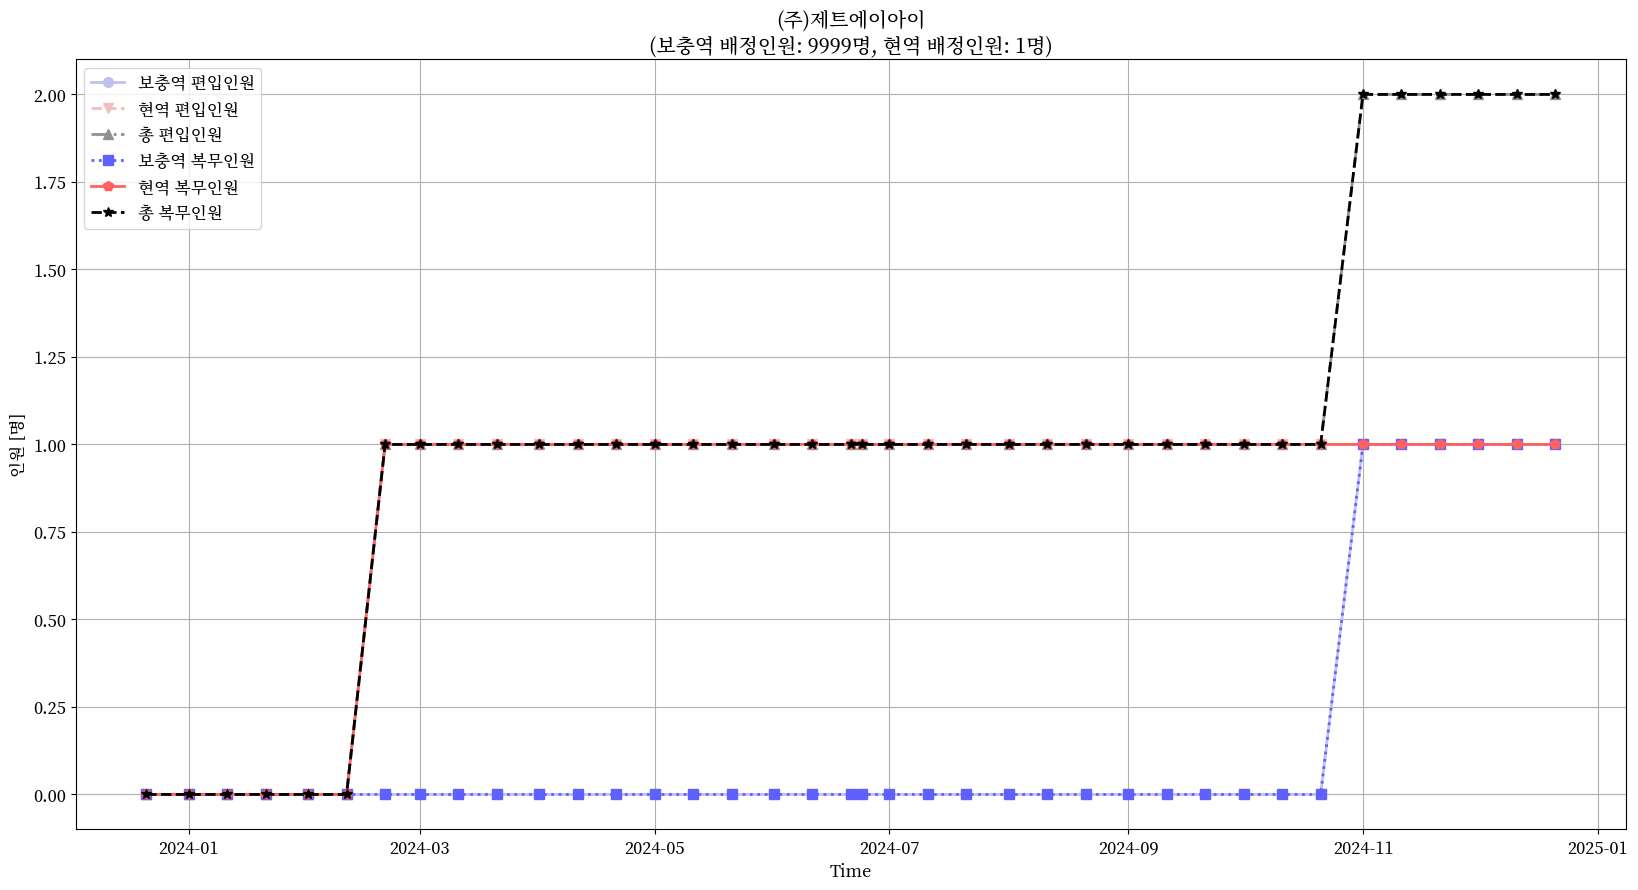 (주)제트에이아이
(보충역 배정인원: 9999명, 현역 배정인원: 1명)
보충역 편입인원
현역 편입인원
총 편입인원
보충역 복무인원
현역 복무인원
총 복무인원
인원 [명]
2.00
1.75
1.50
1.25
1.00
0.75
0.50
0.25
0.00
2024-01 2024-03 2024-05 2024-07 2024-09 2024-11 2025-01
Time